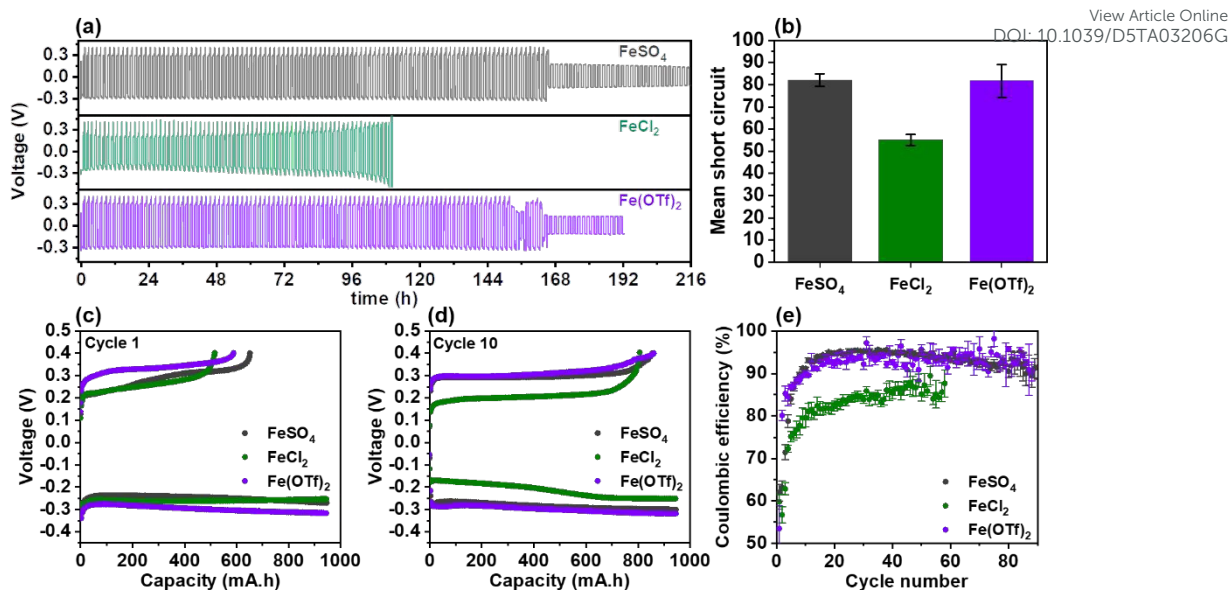 View Article Online
DOI: 10.1039/D5TA03206G
(a)
0.3
0.0
-0.3
FeSO4
0.3
0.0
-0.3
FeCl2
0.3
0.0
-0.3
Fe(OTf)2
Voltage (V)
0 24 48 72 96 120 144 168 192 216
time (h)
(b)
100
90
80
70
60
50
40
30
20
10
0
Mean short circuit
FeSO4 FeCl2 Fe(OTf)2
(c)
Cycle 1
0.5
0.4
0.3
0.2
0.1
0.0
-0.1
-0.2
-0.3
-0.4
Voltage (V)
FeSO4
FeCl2
Fe(OTf)2
0 200 400 600 800 1000
Capacity (mA.h)
(d)
Cycle 10
0.5
0.4
0.3
0.2
0.1
0.0
-0.1
-0.2
-0.3
-0.4
Voltage (V)
FeSO4
FeCl2
Fe(OTf)2
0 200 400 600 800 1000
Capacity (mA.h)
(e)
100
90
80
70
60
50
Coulombic efficiency (%)
FeSO4
FeCl2
Fe(OTf)2
0 20 40 60 80
Cycle number